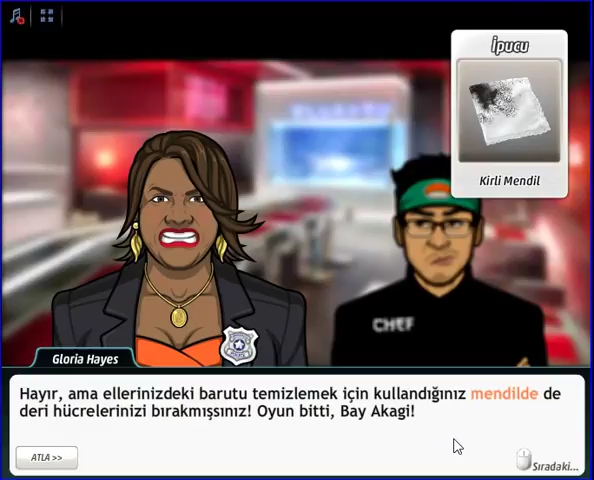 İpucu
Kirli Mendil
CHEF
Gloria Hayes
Hayır, ama ellerinizdeki barutu temizlemek için kullandığınız mendilde de
deri hücrelerinizi bırakmışsınız! Oyun bitti, Bay Akagi!
ATLA >>
Sıradaki...